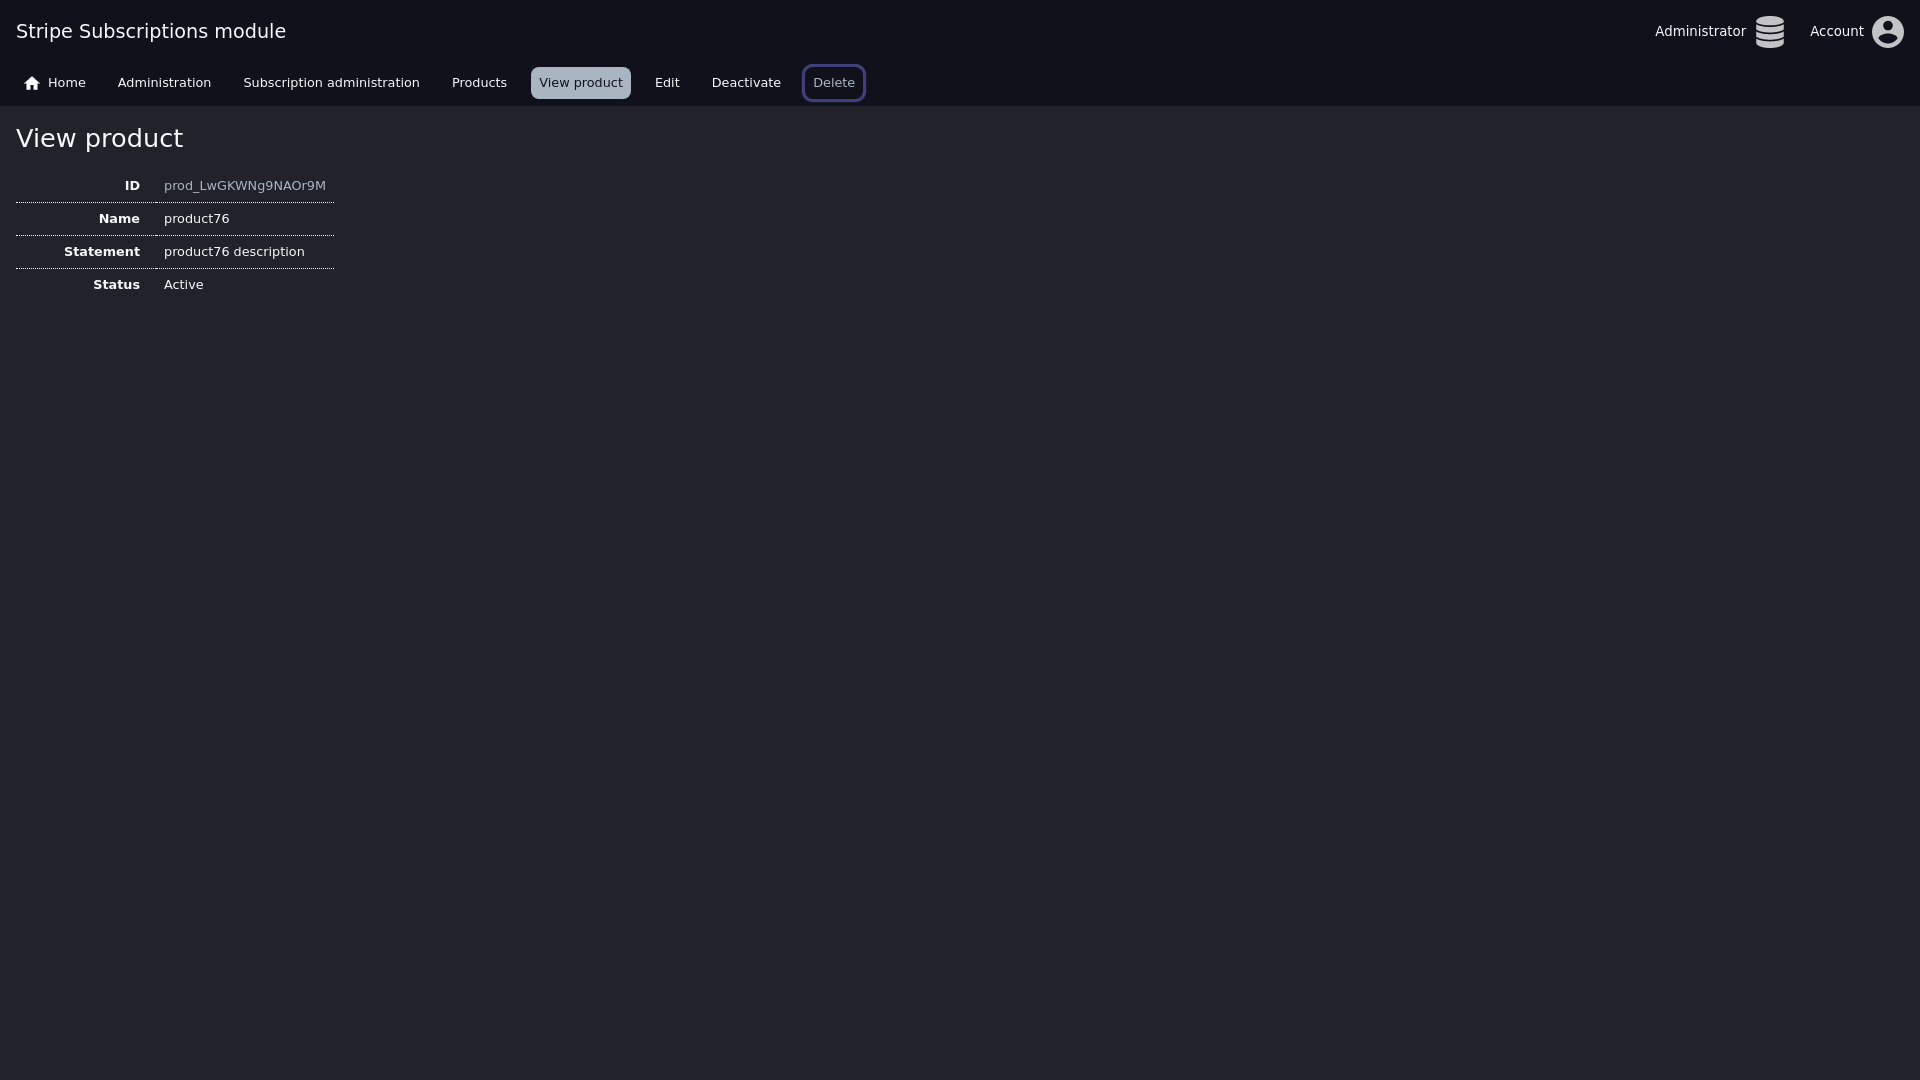 Stripe Subscriptions module
Administrator
Account
Home
Administration
Subscription administration
Products
View product
Edit
Deactivate
Delete
View product
ID prod_LwGKWNg9NAOr9M
Name product76
Statement product76 description
Status Active